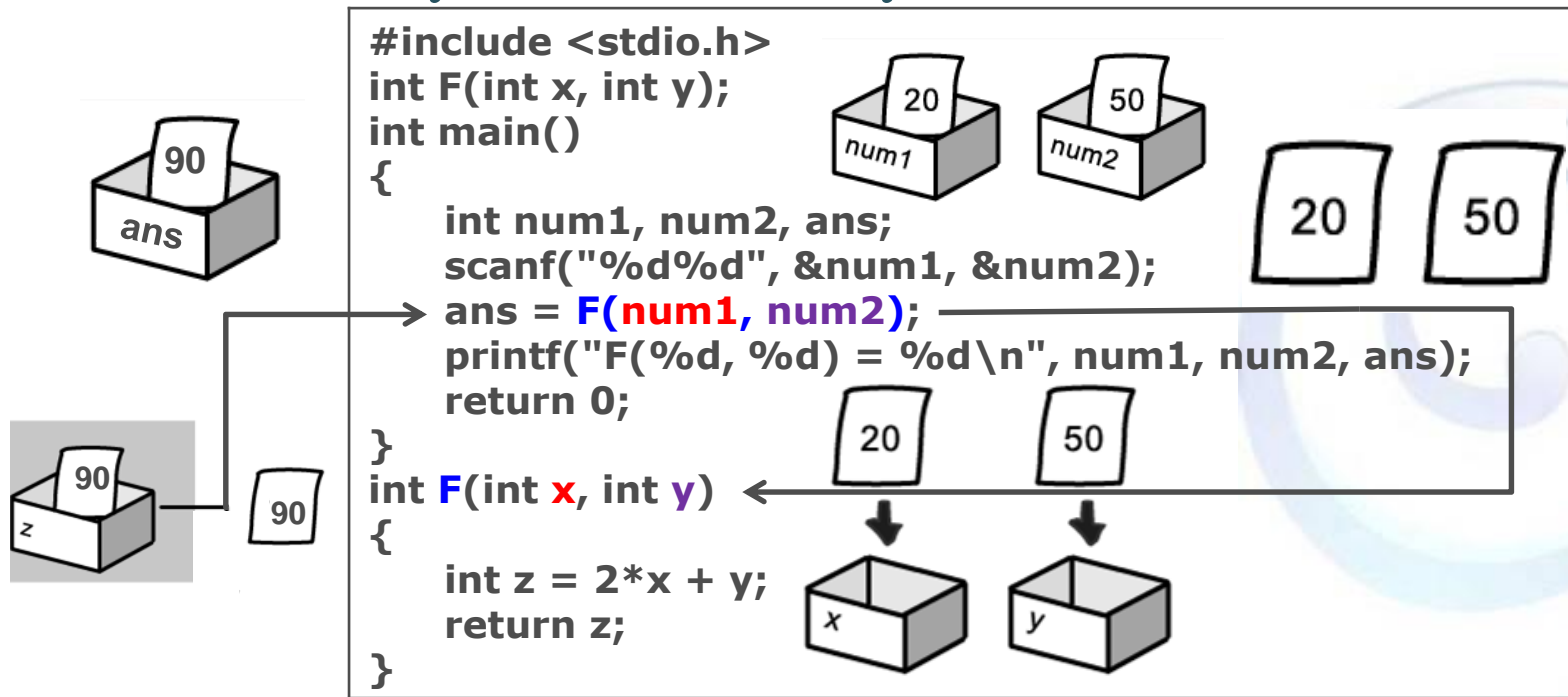 #include <stdio.h>
int F(int x, int y);
int main()
{
int num1, num2, ans;
scanf("%d%d", &num1, &num2);
ans = F(num1, num2);
printf("F(%d, %d) = %d\n", num1, num2, ans);
return 0;
}
int F(int x, int y)
{
int z = 2*x + y;
return z;
}
20
num1
50
num2
20
50
90
ans
90
z
90
20
50
x
y